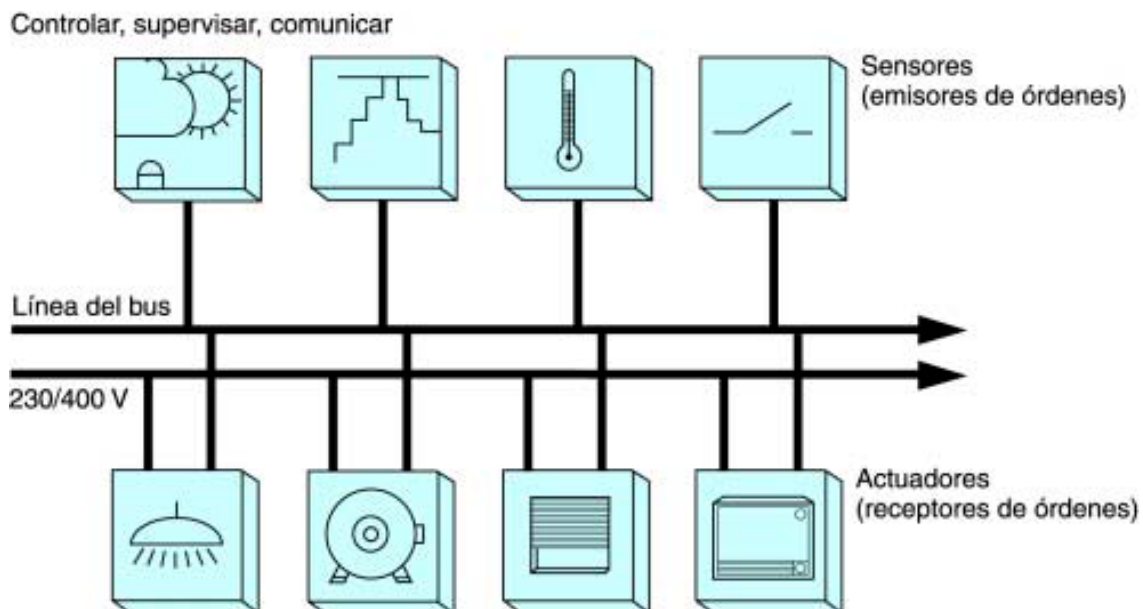 Controlar, supervisar, comunicar
Sensores
(emisores de órdenes)
Línea del bus
230/400 V
Actuadores
(receptores de órdenes)